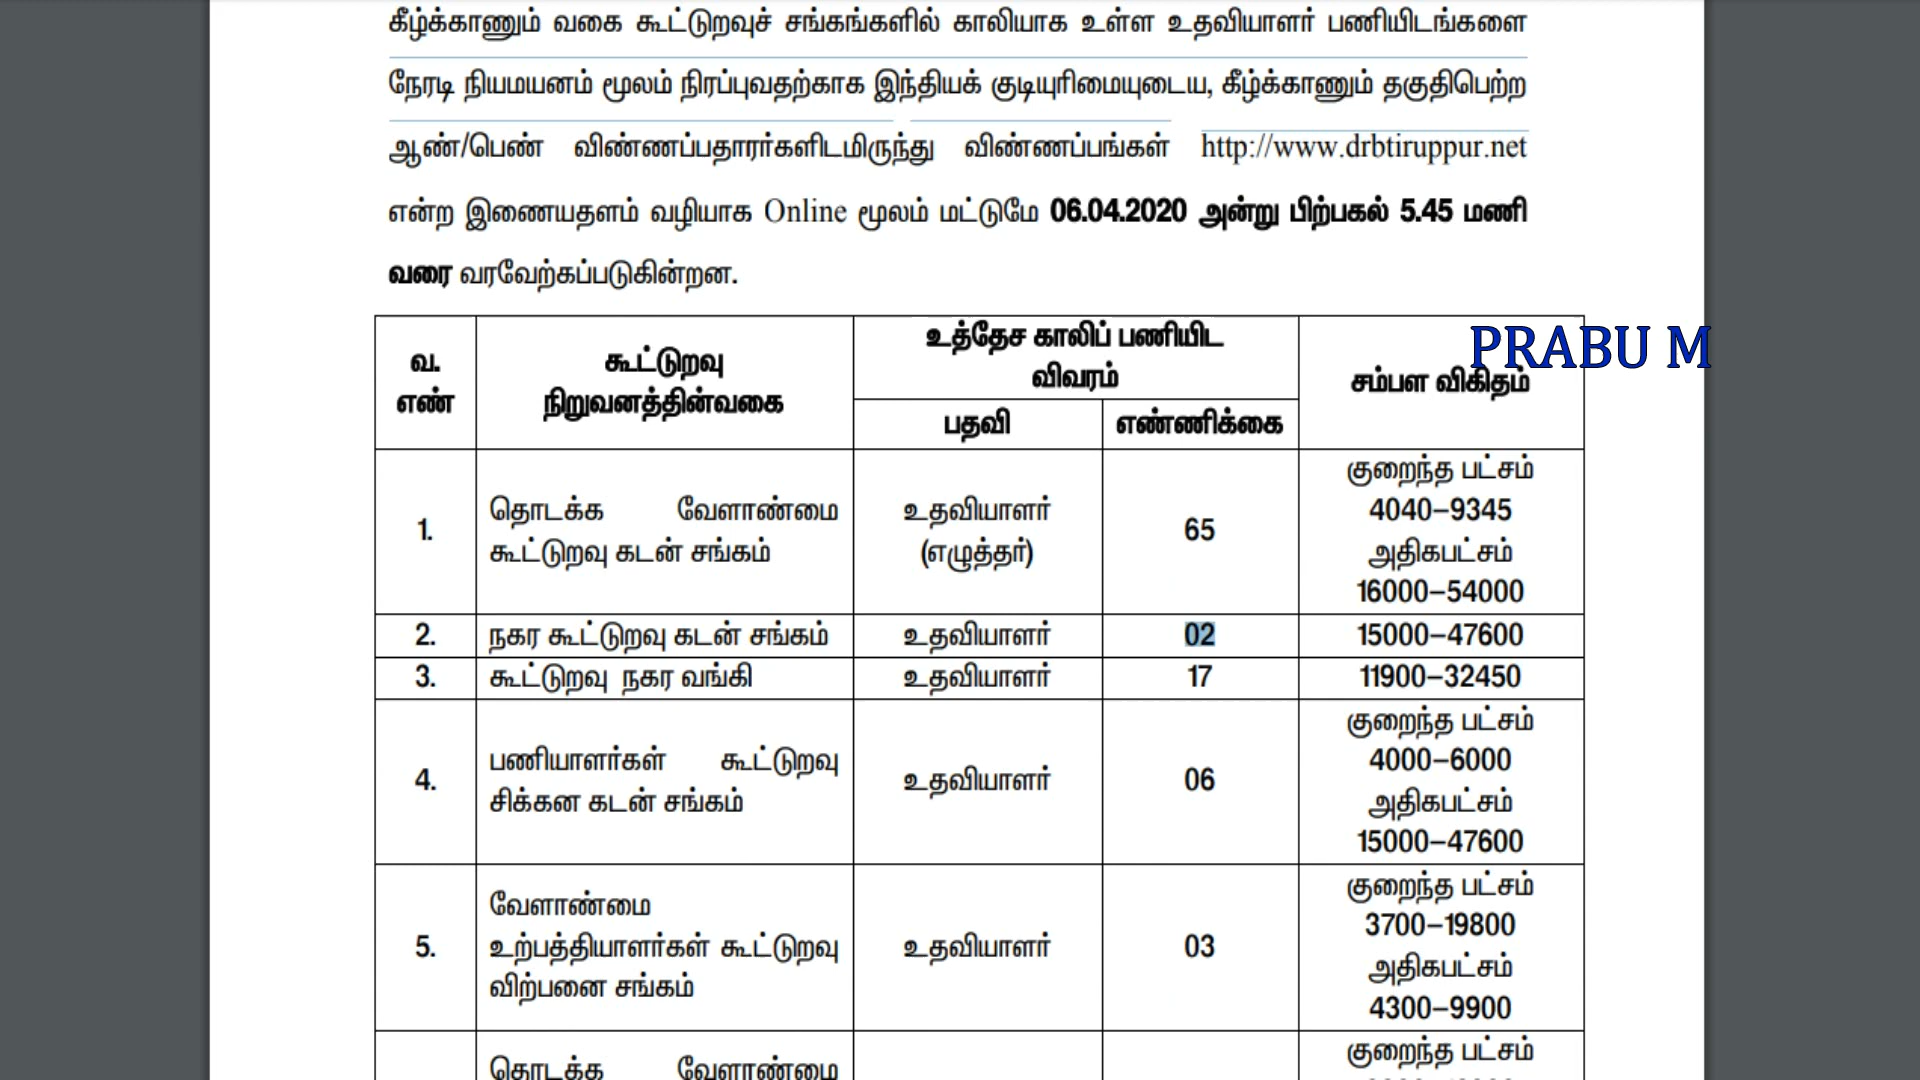 கீழ்க்காணும் வகை கூட்டுறவுச் சங்கங்களில் காலியாக உள்ள உதவியாளர் பணியிடங்களை
நேரடி நியமயனம் மூலம் நிரப்புவதற்காக இந்தியக் குடியுரிமையுடைய, கீழ்க்காணும் தகுதிபெற்ற
ஆண்/பெண் விண்ணப்பதாரர்களிடமிருந்து விண்ணப்பங்கள் http://www.drbtiruppur.net
என்ற இணையதளம் வழியாக Online மூலம் மட்டுமே 06.04.2020 அன்று பிற்பகல் 5.45 மணி
வரை வரவேற்கப்படுகின்றன.
வ.
எண்
கூட்டுறவு
நிறுவனத்தின்வகை
உத்தேச காலிப் பணியிட
விவரம்
பதவி
எண்ணிக்கை
சம்பள விகிதம்
PRABU M
1.
தொடக்க வேளாண்மை
கூட்டுறவு கடன் சங்கம்
உதவியாளர்
(எழுத்தர்)
65
குறைந்த பட்சம்
4040–9345
அதிகபட்சம்
16000–54000
2. நகர கூட்டுறவு கடன் சங்கம் உதவியாளர் 02 15000–47600
3. கூட்டுறவு நகர வங்கி உதவியாளர் 17 11900–32450
4.
பணியாளர்கள் கூட்டுறவு
சிக்கன கடன் சங்கம்
உதவியாளர்
06
குறைந்த பட்சம்
4000–6000
அதிகபட்சம்
15000–47600
5.
வேளாண்மை
உற்பத்தியாளர்கள் கூட்டுறவு
விற்பனை சங்கம்
உதவியாளர்
03
குறைந்த பட்சம்
3700–19800
அதிகபட்சம்
4300–9900
தொடக்க வேளாண்மை
குறைந்த பட்சம்